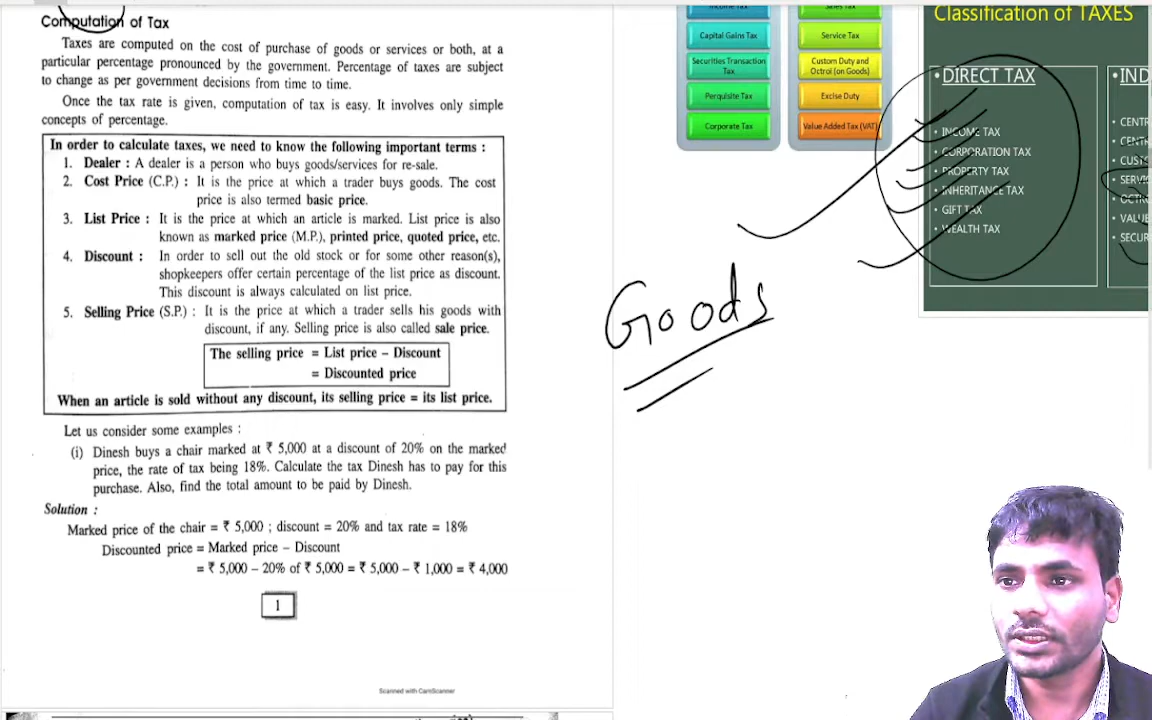 Computation of Tax
Taxes are computed on the cost of purchase of goods or services or both, at a
particular percentage pronounced by the government. Percentage of taxes are subject
to change as per government decisions from time to time.
Once the tax rate is given, computation of tax is easy. It involves only simple
concepts of percentage.
In order to calculate taxes, we need to know the following important terms :
1. Dealer : A dealer is a person who buys goods/services for re-sale.
2. Cost Price (C.P.) : It is the price at which a trader buys goods. The cost
price is also termed basic price.
3. List Price : It is the price at which an article is marked. List price is also
known as marked price (M.P.), printed price, quoted price, etc.
4. Discount : In order to sell out the old stock or for some other reason(s),
shopkeepers offer certain percentage of the list price as discount.
This discount is always calculated on list price.
5. Selling Price (S.P.) : It is the price at which a trader sells his goods with
discount, if any. Selling price is also called sale price.
The selling price = List price – Discount
= Discounted price
When an article is sold without any discount, its selling price = its list price.
Let us consider some examples :
(i) Dinesh buys a chair marked at ₹ 5,000 at a discount of 20% on the marked
price, the rate of tax being 18%. Calculate the tax Dinesh has to pay for this
purchase. Also, find the total amount to be paid by Dinesh.
Solution :
Marked price of the chair = ₹ 5,000 ; discount = 20% and tax rate = 18%
Discounted price = Marked price – Discount
= ₹ 5,000 – 20% of ₹ 5,000 = ₹ 5,000 – ₹ 1,000 = ₹ 4,000
1
Scanned with CamScanner
Income Tax
Capital Gains Tax
Securities Transaction
Tax
Perquisite Tax
Corporate Tax
Sales Tax
Service Tax
Custom Duty and
Octroi (on Goods)
Excise Duty
Value Added Tax (VAT)
Classification of TAXES
• DIRECT TAX
• INCOME TAX
• CORPORATION TAX
• PROPERTY TAX
• INHERITANCE TAX
• GIFT TAX
• WEALTH TAX
• IND
• CENTR
• CENTR
• CUST
• SERVI
• OCTR
• VALUE
• SECUR
Goods